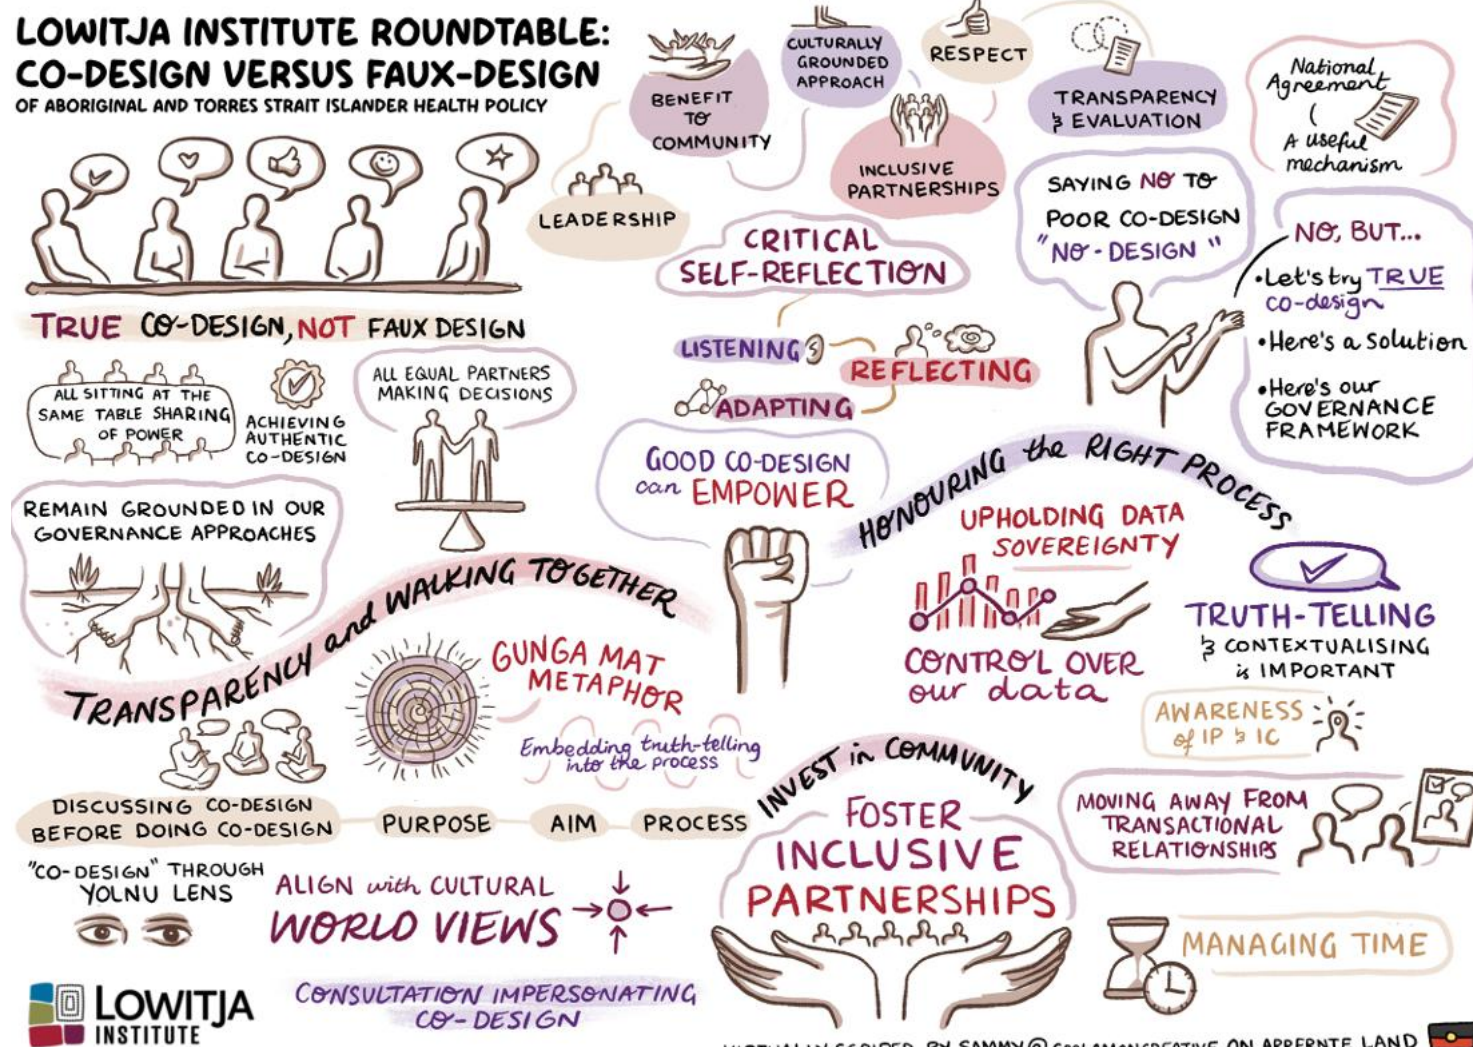 LOWITJA INSTITUTE ROUNDTABLE:
CO-DESIGN VERSUS FAUX-DESIGN
OF ABORIGINAL AND TORRES STRAIT ISLANDER HEALTH POLICY
LEADERSHIP
BENEFIT
TO
COMMUNITY
CULTURALLY
GROUNDED
APPROACH
INCLUSIVE
PARTNERSHIPS
RESPECT
TRANSPARENCY
& EVALUATION
National
Agreement
A useful
mechanism
TRUE CO-DESIGN, NOT FAUX DESIGN
ALL SITTING AT THE
SAME TABLE SHARING
OF POWER
ACHIEVING
AUTHENTIC
CO-DESIGN
ALL EQUAL PARTNERS
MAKING DECISIONS
CRITICAL
SELF-REFLECTION
LISTENING
REFLECTING
ADAPTING
SAYING NO TO
POOR CO-DESIGN
"NO-DESIGN"
NO, BUT...
•Let's try TRUE
co-design
•Here's a solution
•Here's our
GOVERNANCE
FRAMEWORK
REMAIN GROUNDED IN OUR
GOVERNANCE APPROACHES
GOOD CO-DESIGN
can EMPOWER
HONOURING the RIGHT PROCESS
UPHOLDING DATA
SOVEREIGNTY
CONTROL OVER
our data
TRUTH-TELLING
& CONTEXTUALISING
is IMPORTANT
AWARENESS
of IP & IC
TRANSPARENCY and WALKING TOGETHER
GUNGA MAT
METAPHOR
Embedding truth-telling
into the process
DISCUSSING CO-DESIGN
BEFORE DOING CO-DESIGN
PURPOSE
AIM
PROCESS
"CO-DESIGN" THROUGH
YOLNU LENS
ALIGN with CULTURAL
WORLD VIEWS
INVEST in COMMUNITY
FOSTER
INCLUSIVE
PARTNERSHIPS
MOVING AWAY FROM
TRANSACTIONAL
RELATIONSHIPS
MANAGING TIME
CONSULTATION IMPERSONATING
CO-DESIGN
LOWITJA
INSTITUTE
VIRTUALLY SCRIBED BY SAMMY @ COOLAMONCREATIVE ON ARRERNTE LAND